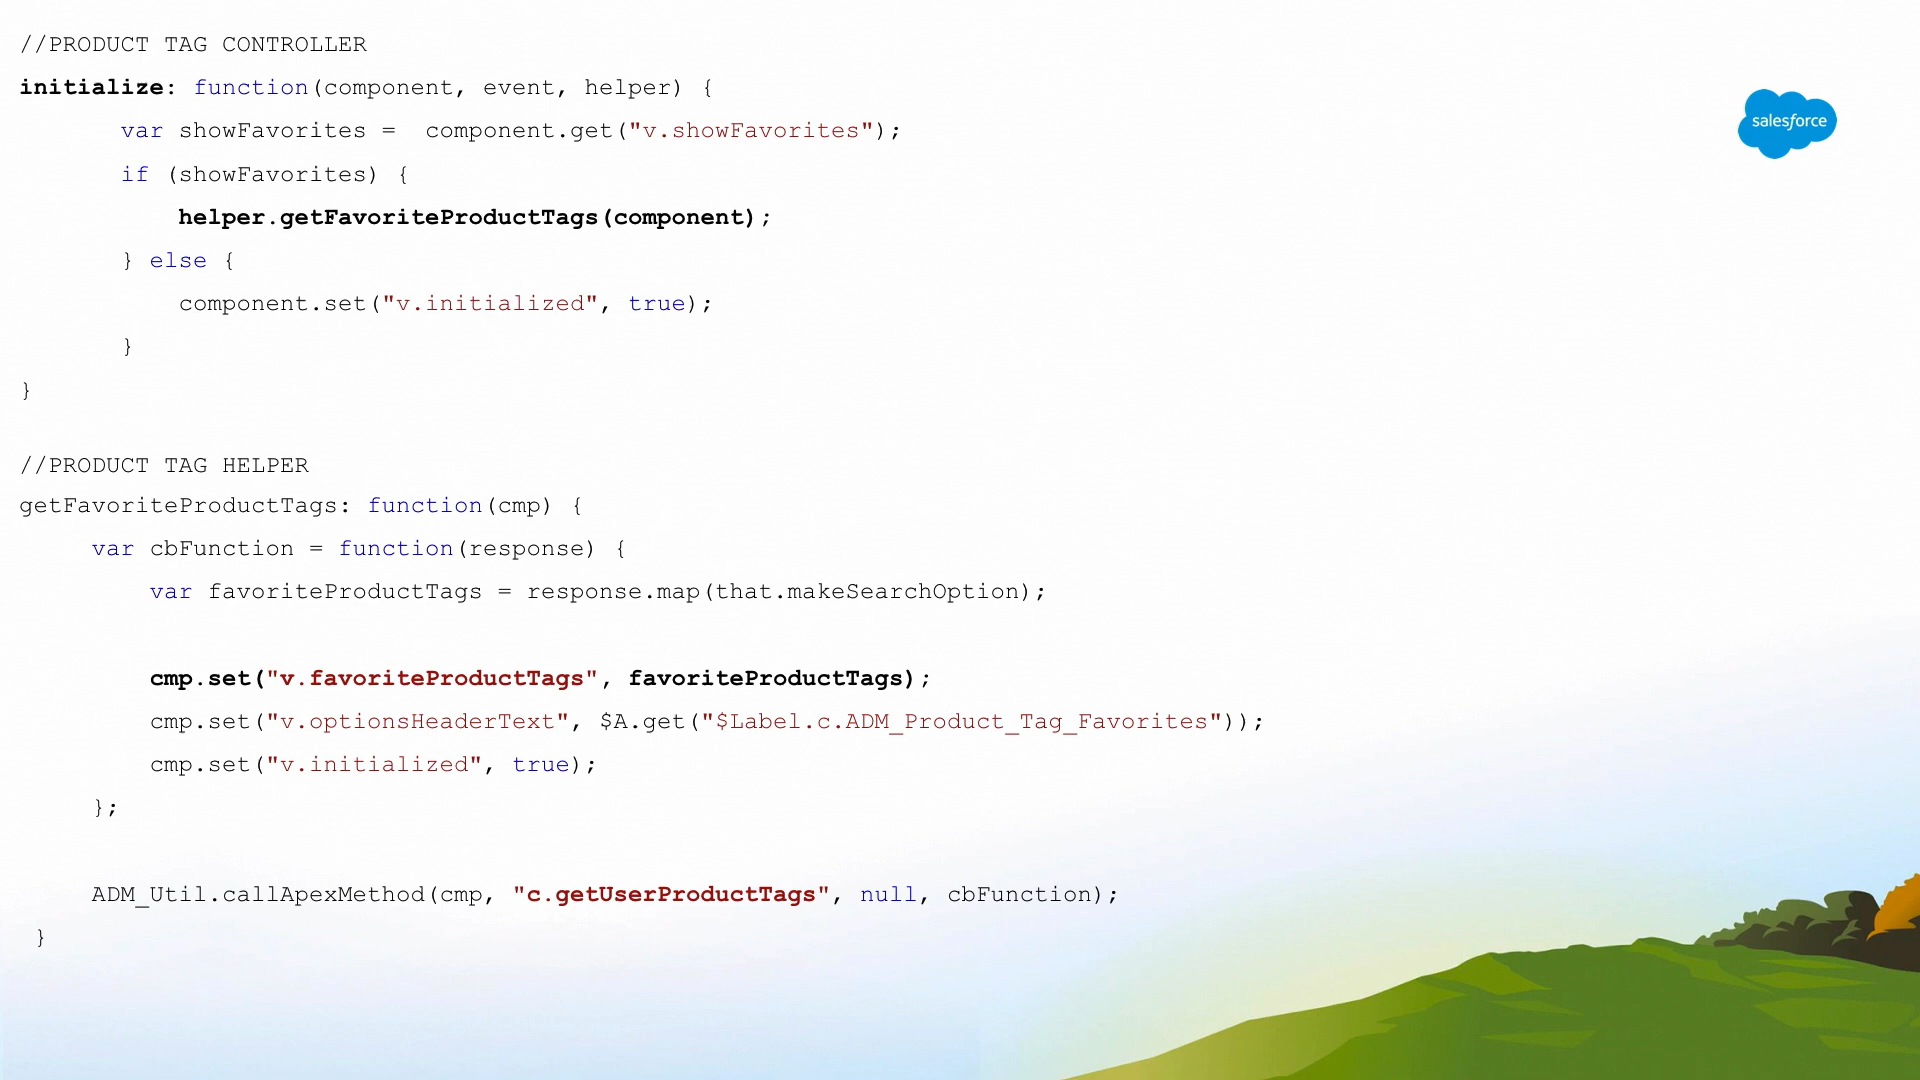 //PRODUCT TAG CONTROLLER
initialize: function(component, event, helper) {
var showFavorites =  component.get("v.showFavorites");
if (showFavorites) {
helper.getFavoriteProductTags(component);
} else {
component.set("v.initialized", true);
}
}
salesforce
//PRODUCT TAG HELPER
getFavoriteProductTags: function(cmp) {
var cbFunction = function(response) {
var favoriteProductTags = response.map(that.makeSearchOption);
cmp.set("v.favoriteProductTags", favoriteProductTags);
cmp.set("v.optionsHeaderText", $A.get("$Label.c.ADM_Product_Tag_Favorites"));
cmp.set("v.initialized", true);
};
ADM_Util.callApexMethod(cmp, "c.getUserProductTags", null, cbFunction);
}